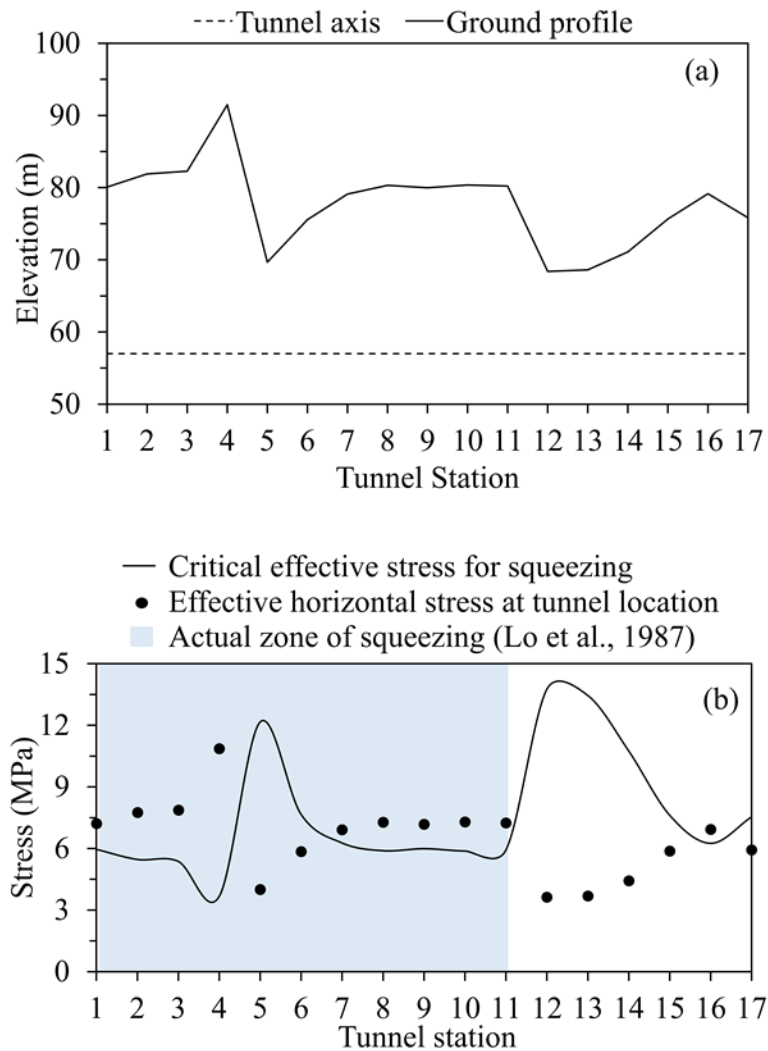 Tunnel axis Ground profile
(a)
100
90
80
70
60
50
Elevation (m)
1 2 3 4 5 6 7 8 9 10 11 12 13 14 15 16 17
Tunnel Station
Critical effective stress for squeezing
Effective horizontal stress at tunnel location
Actual zone of squeezing (Lo et al., 1987)
(b)
15
12
9
6
3
0
Stress (MPa)
1 2 3 4 5 6 7 8 9 10 11 12 13 14 15 16 17
Tunnel station